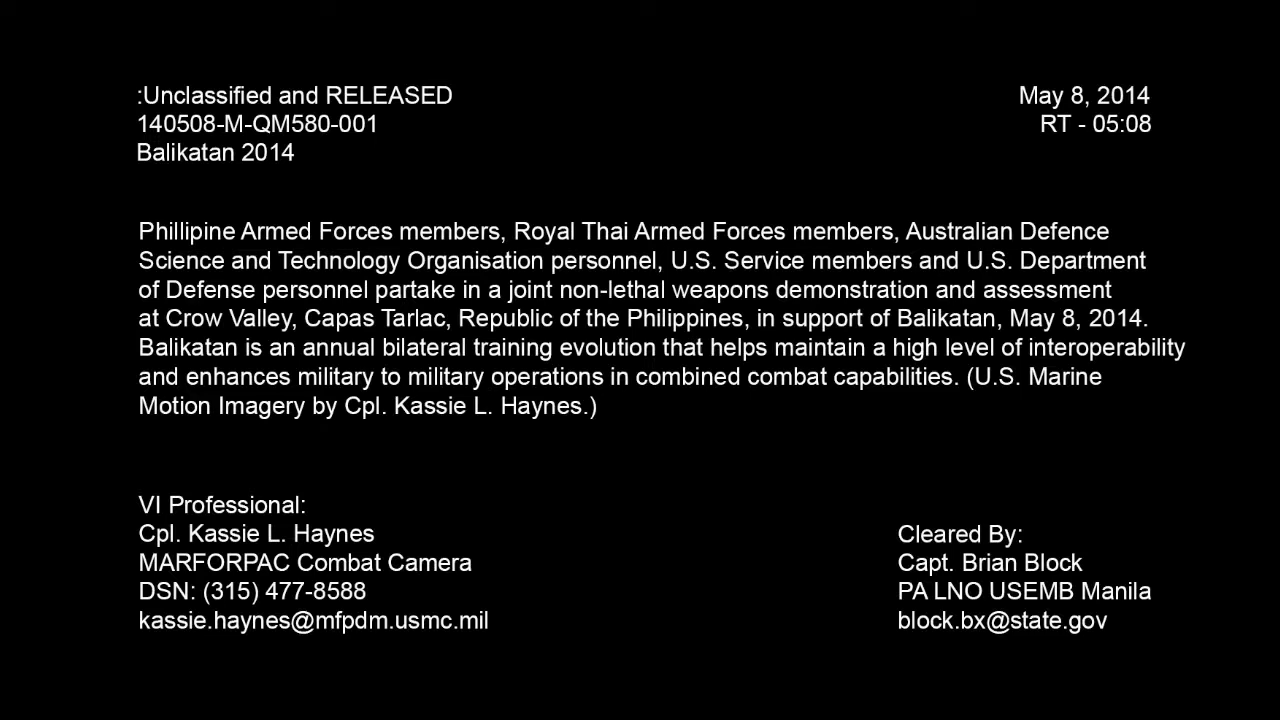 :Unclassified and RELEASED
140508-M-QM580-001
Balikatan 2014
May 8, 2014
RT - 05:08
Phillipine Armed Forces members, Royal Thai Armed Forces members, Australian Defence
Science and Technology Organisation personnel, U.S. Service members and U.S. Department
of Defense personnel partake in a joint non-lethal weapons demonstration and assessment
at Crow Valley, Capas Tarlac, Republic of the Philippines, in support of Balikatan, May 8, 2014.
Balikatan is an annual bilateral training evolution that helps maintain a high level of interoperability
and enhances military to military operations in combined combat capabilities. (U.S. Marine
Motion Imagery by Cpl. Kassie L. Haynes.)
VI Professional:
Cpl. Kassie L. Haynes
MARFORPAC Combat Camera
DSN: (315) 477-8588
kassie.haynes@mfpdm.usmc.mil
Cleared By:
Capt. Brian Block
PA LNO USEMB Manila
block.bx@state.gov